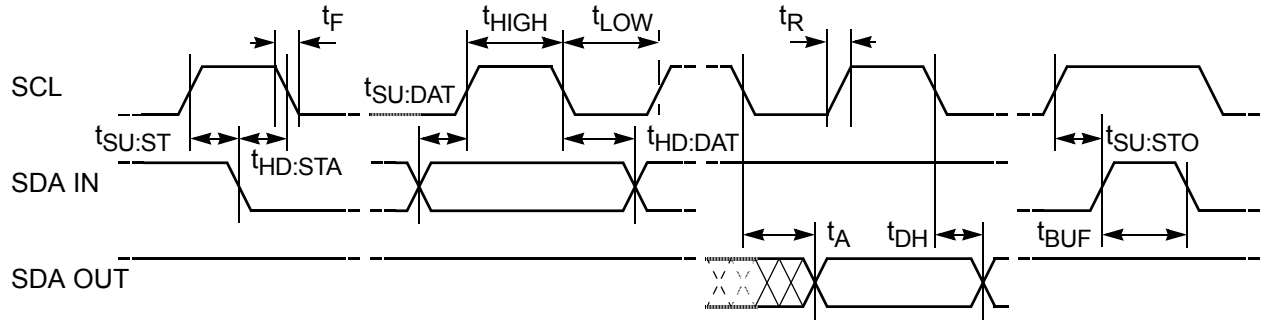 tF tHIGH tLOW tR
SCL
tSU:DAT
tSU:ST tHD:STA tHD:DAT tSU:STO
SDA IN
tA tDH tBUF
SDA OUT